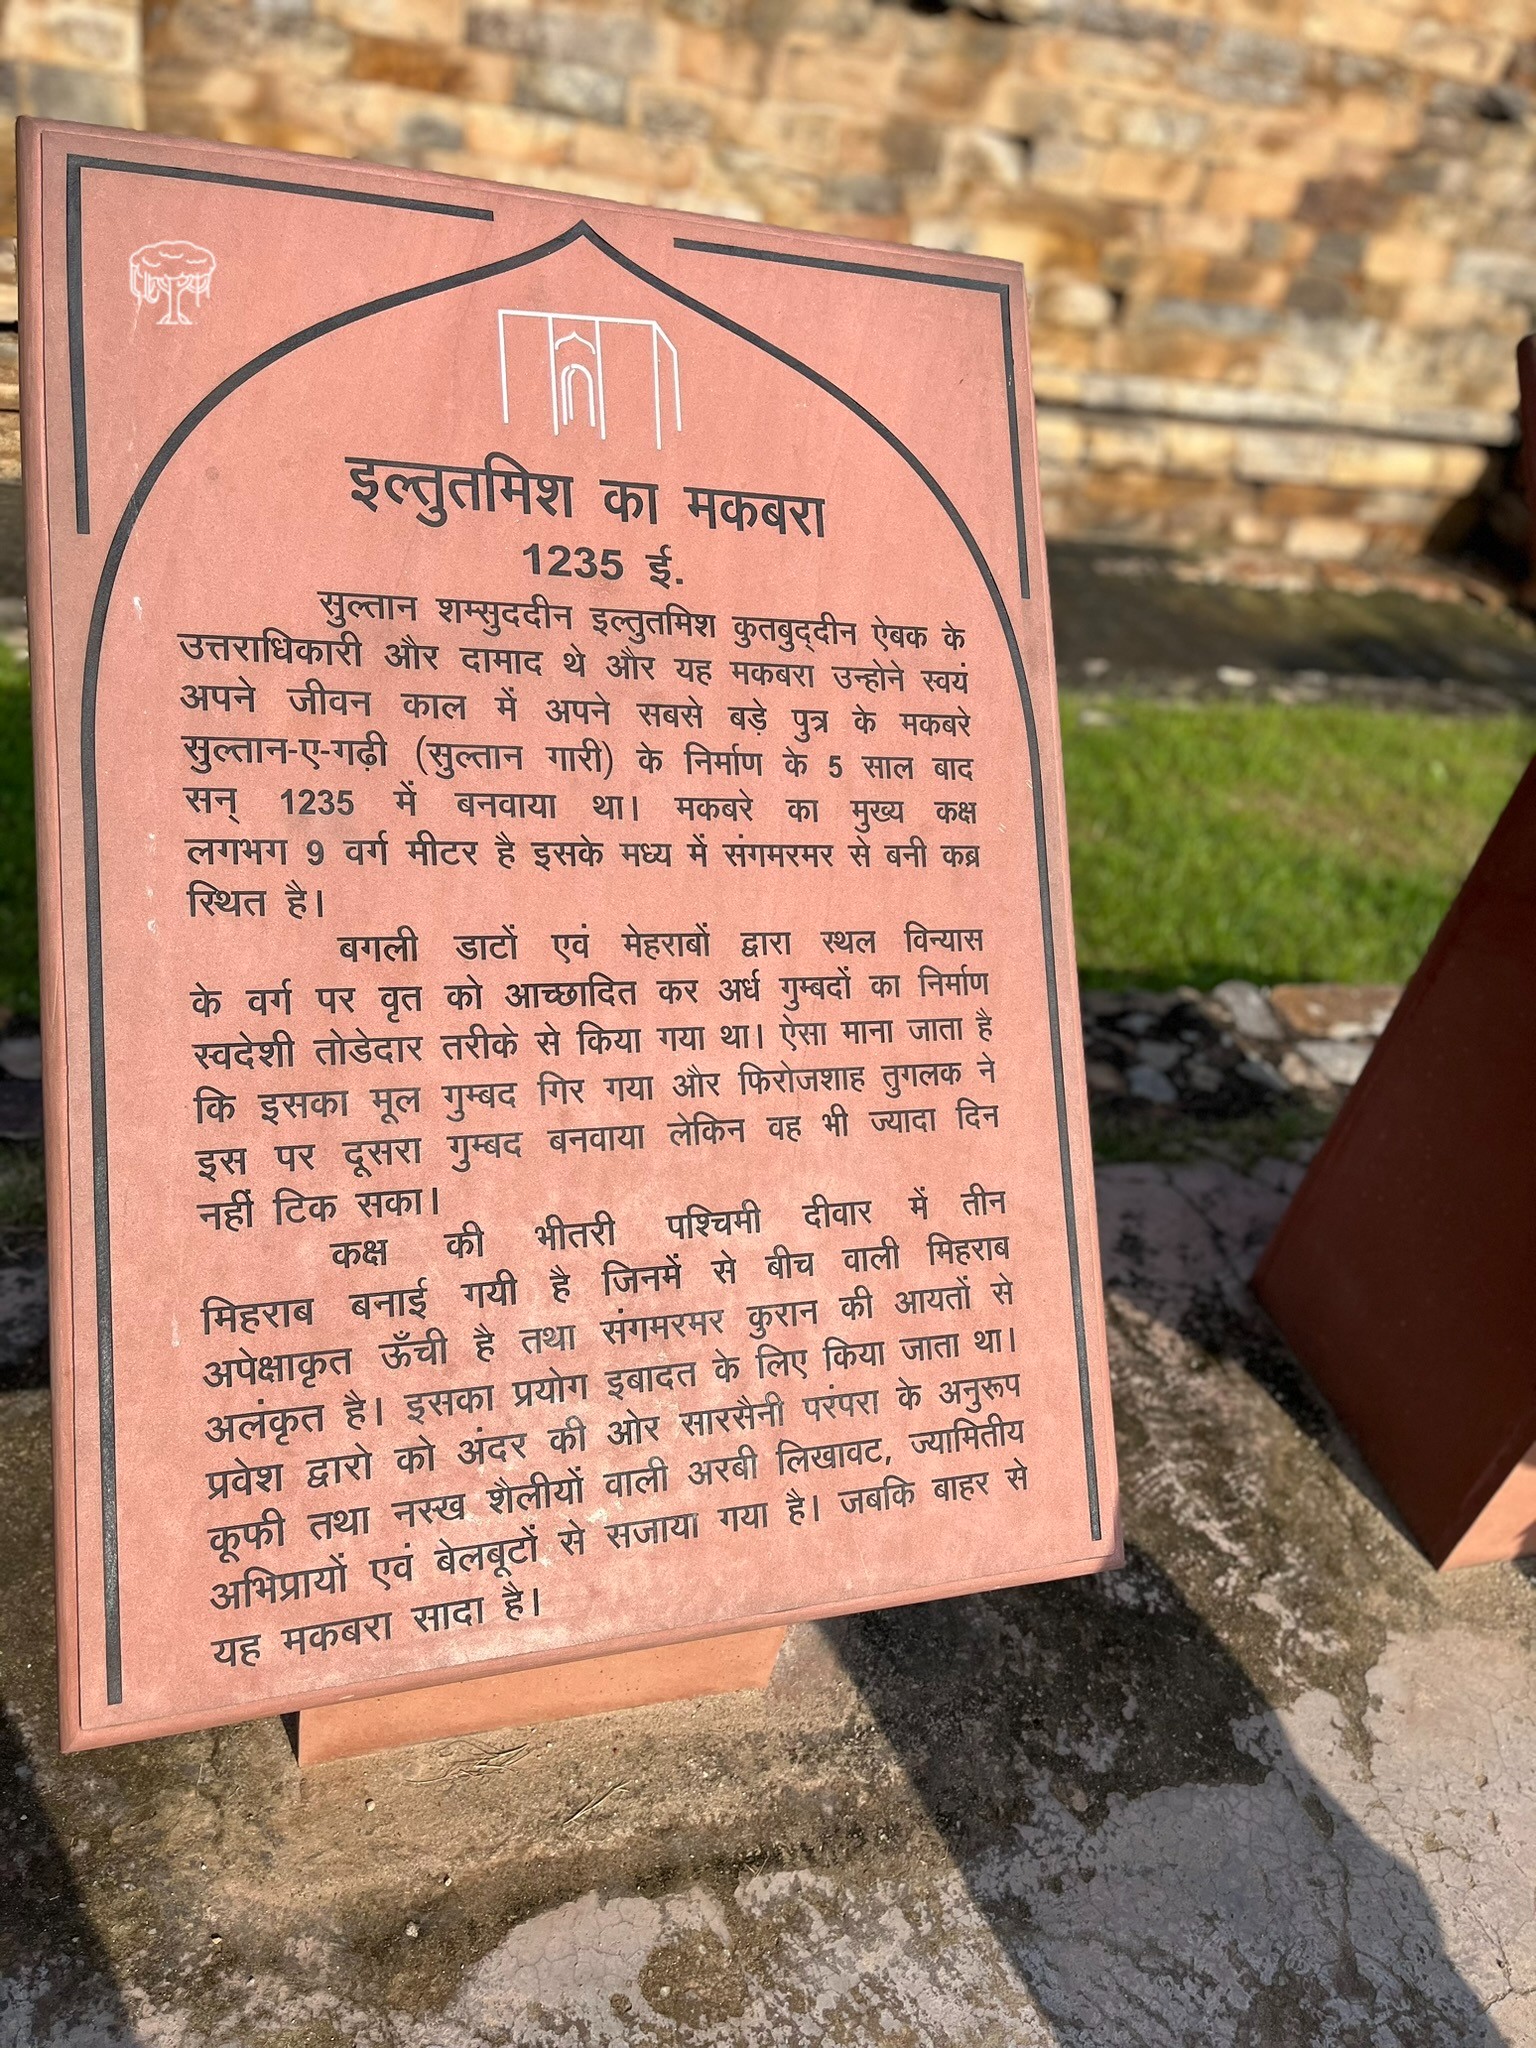 इल्तुतमिश का मकबरा
1235 ई.
सुल्तान शम्सुददीन इल्तुतमिश कुतबुद्दीन ऐबक के
उत्तराधिकारी और दामाद थे और यह मकबरा उन्होने स्वयं
अपने जीवन काल में अपने सबसे बड़े पुत्र के मकबरे
सुल्तान-ए-गढ़ी (सुल्तान गारी) के निर्माण के 5 साल बाद
सन् 1235 में बनवाया था। मकबरे का मुख्य कक्ष
लगभग 9 वर्ग मीटर है इसके मध्य में संगमरमर से बनी कब्र
स्थित है।
बगली डाटों एवं मेहराबों द्वारा स्थल विन्यास
के वर्ग पर वृत को आच्छादित कर अर्ध गुम्बदों का निर्माण
स्वदेशी तोडेदार तरीके से किया गया था। ऐसा माना जाता है
कि इसका मूल गुम्बद गिर गया और फिरोजशाह तुगलक ने
इस पर दूसरा गुम्बद बनवाया लेकिन वह भी ज्यादा दिन
नहीं टिक सका।
कक्ष की भीतरी पश्चिमी दीवार में तीन
मिहराब बनाई गयी है जिनमें से बीच वाली मिहराब
अपेक्षाकृत ऊँची है तथा संगमरमर कुरान की आयतों से
अलंकृत है। इसका प्रयोग इबादत के लिए किया जाता था।
प्रवेश द्वारो को अंदर की ओर सारसैनी परंपरा के अनुरूप
कूफी तथा नस्ख शैलीयों वाली अरबी लिखावट, ज्यामितीय
अभिप्रायों एवं बेलबूटों से सजाया गया है। जबकि बाहर से
यह मकबरा सादा है।